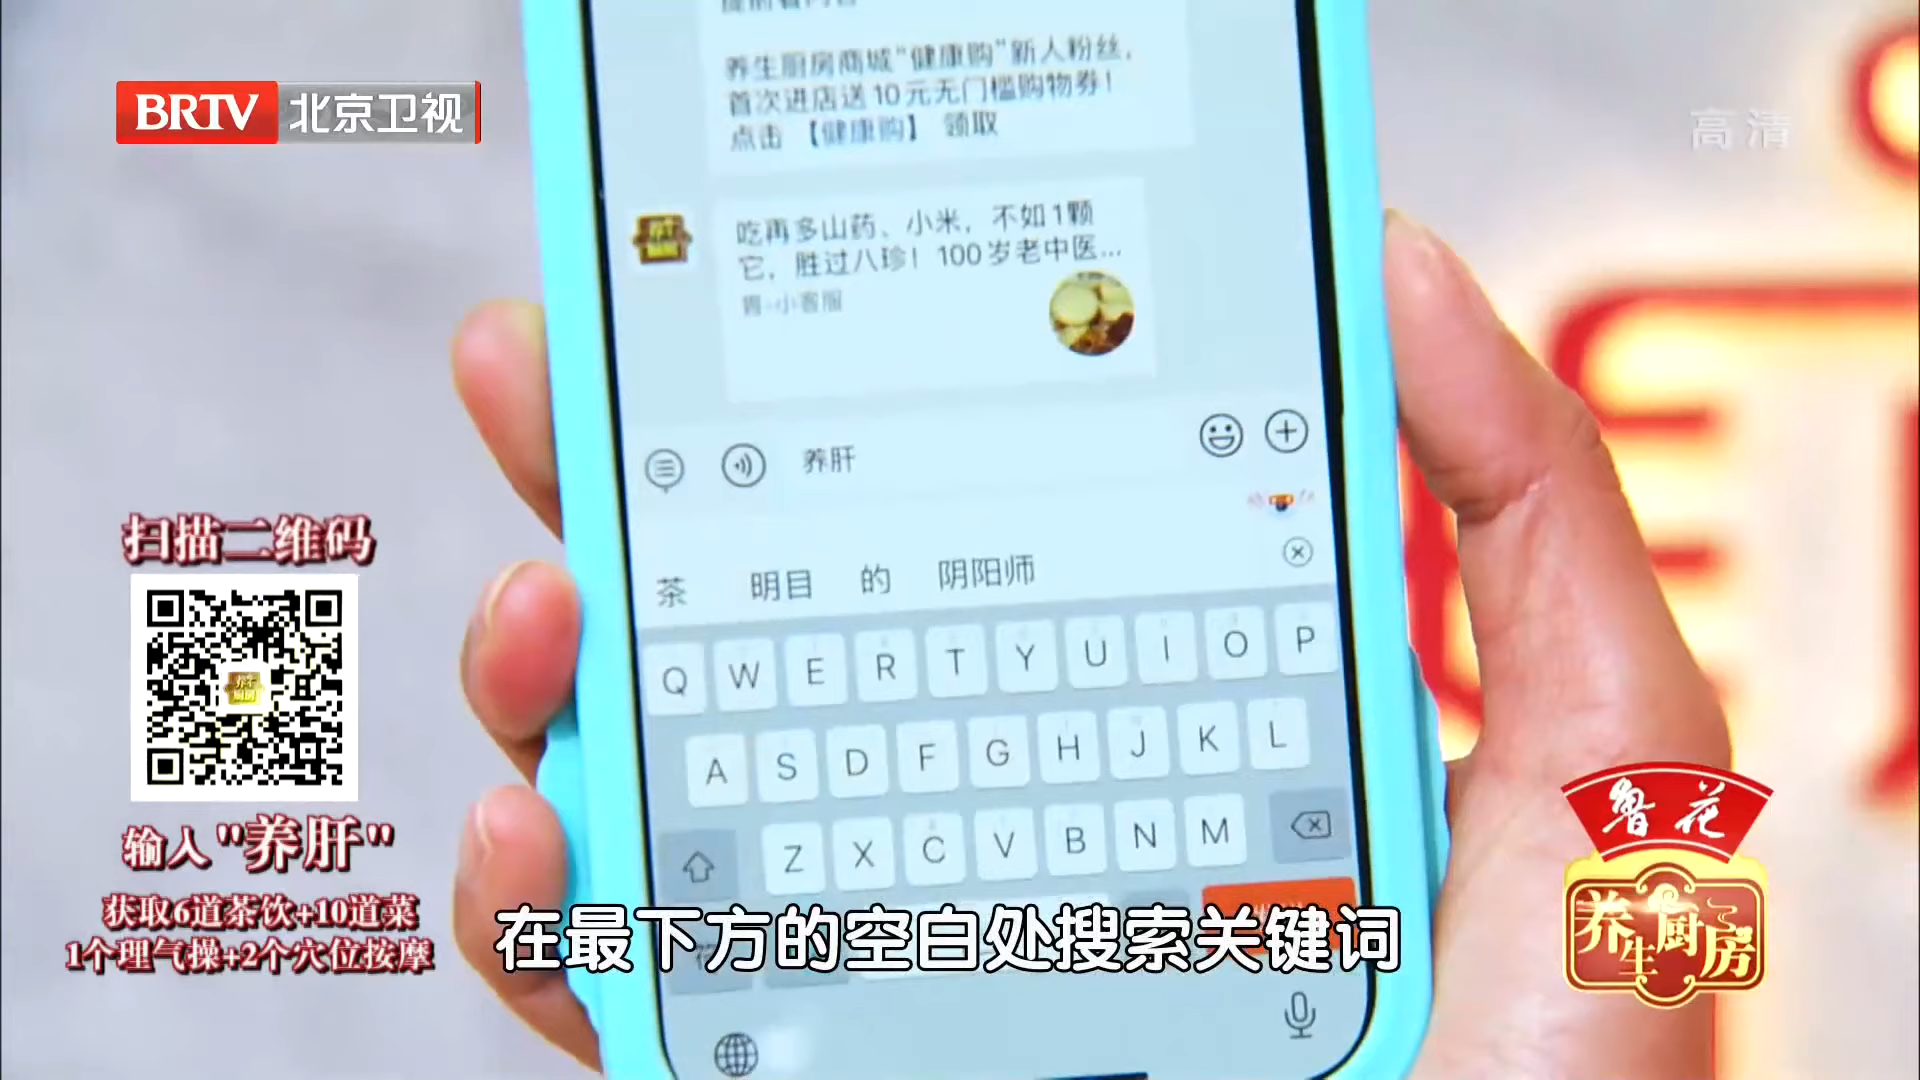 BRTV 北京卫视
高清
养生厨房商城"健康购"新人粉丝，
首次进店送10元无门槛购物券！
点击 【健康购】 领取
吃再多山药、小米，不如1颗
它，胜过八珍！100岁老中医...
养肝
茶 明目 的 阴阳师
Q W E R T Y U I O P
A S D F G H J K L
Z X C V B N M
扫描二维码
养生厨房
输入"养肝"
获取6道茶饮+10道菜
1个理气操+2个穴位按摩
在最下方的空白处搜索关键词
鲁花
养生厨房